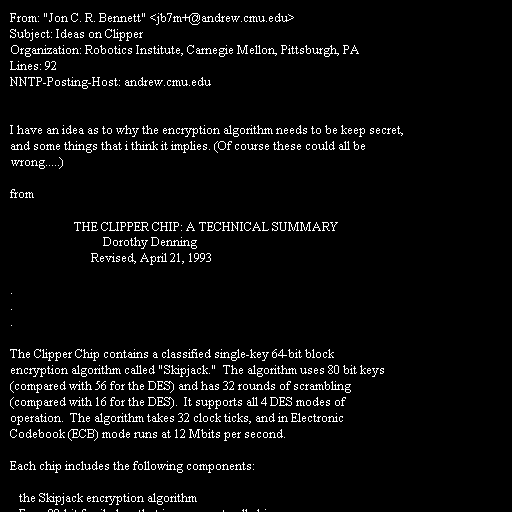 From: "Jon C. R. Bennett" <jb7m+@andrew.cmu.edu>
Subject: Ideas on Clipper
Organization: Robotics Institute, Carnegie Mellon, Pittsburgh, PA
Lines: 92
NNTP-Posting-Host: andrew.cmu.edu
I have an idea as to why the encryption algorithm needs to be keep secret,
and some things that i think it implies. (Of course these could all be
wrong.....)
from
THE CLIPPER CHIP: A TECHNICAL SUMMARY
Dorothy Denning
Revised, April 21, 1993
.
.
.
The Clipper Chip contains a classified single-key 64-bit block
encryption algorithm called "Skipjack."  The algorithm uses 80 bit keys
(compared with 56 for the DES) and has 32 rounds of scrambling
(compared with 16 for the DES).  It supports all 4 DES modes of
operation.  The algorithm takes 32 clock ticks, and in Electronic
Codebook (ECB) mode runs at 12 Mbits per second.
Each chip includes the following components:
the Skipjack encryption algorithm